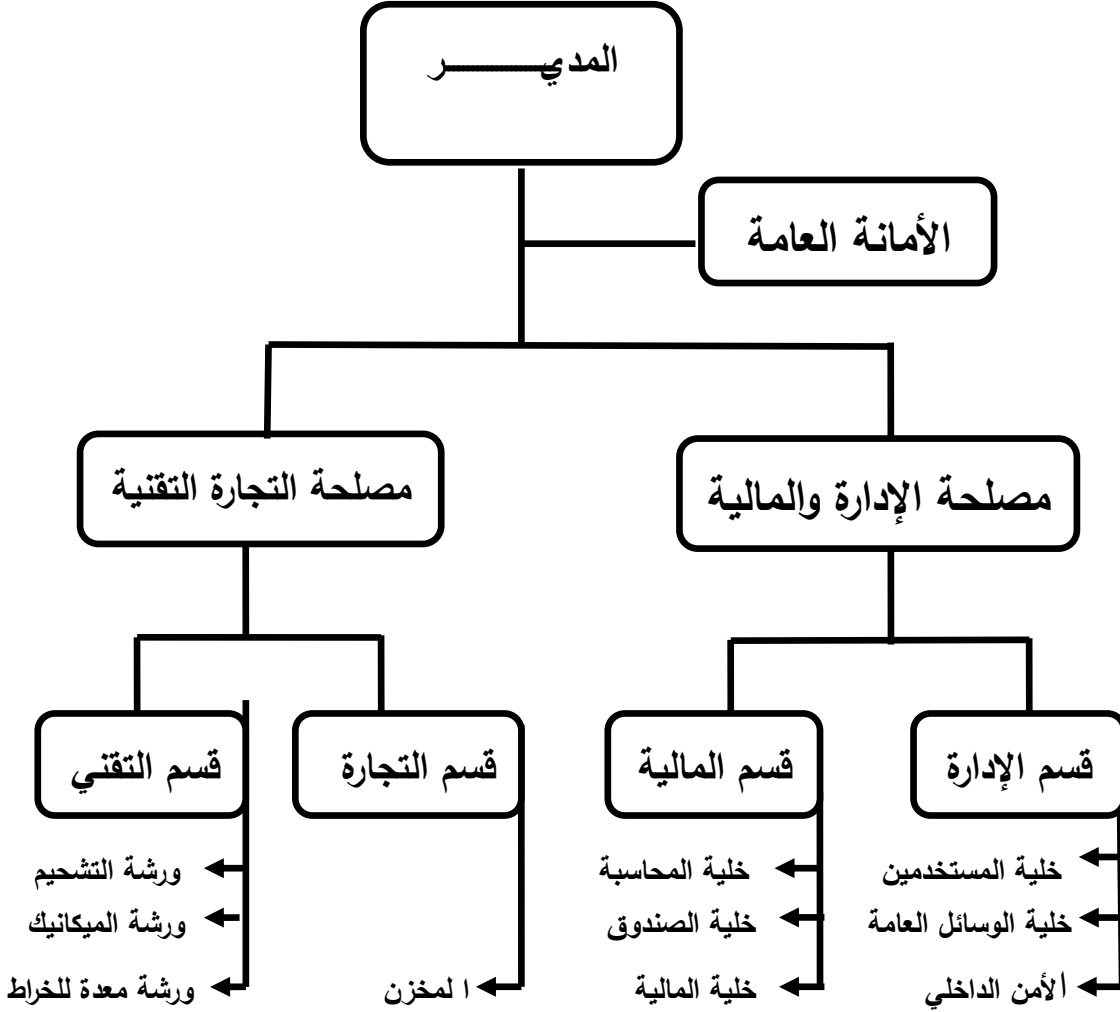 المديـــــــــر
الأمانة العامة
مصلحة الإدارة والمالية
مصلحة التجارة التقنية
قسم الإدارة
قسم المالية
قسم التجارة
قسم التقني
خلية المستخدمين
خلية الوسائل العامة
الأمن الداخلي
خلية المحاسبة
خلية الصندوق
خلية المالية
ا لمخزن
ورشة التشحيم
ورشة الميكانيك
ورشة معدة للخراط